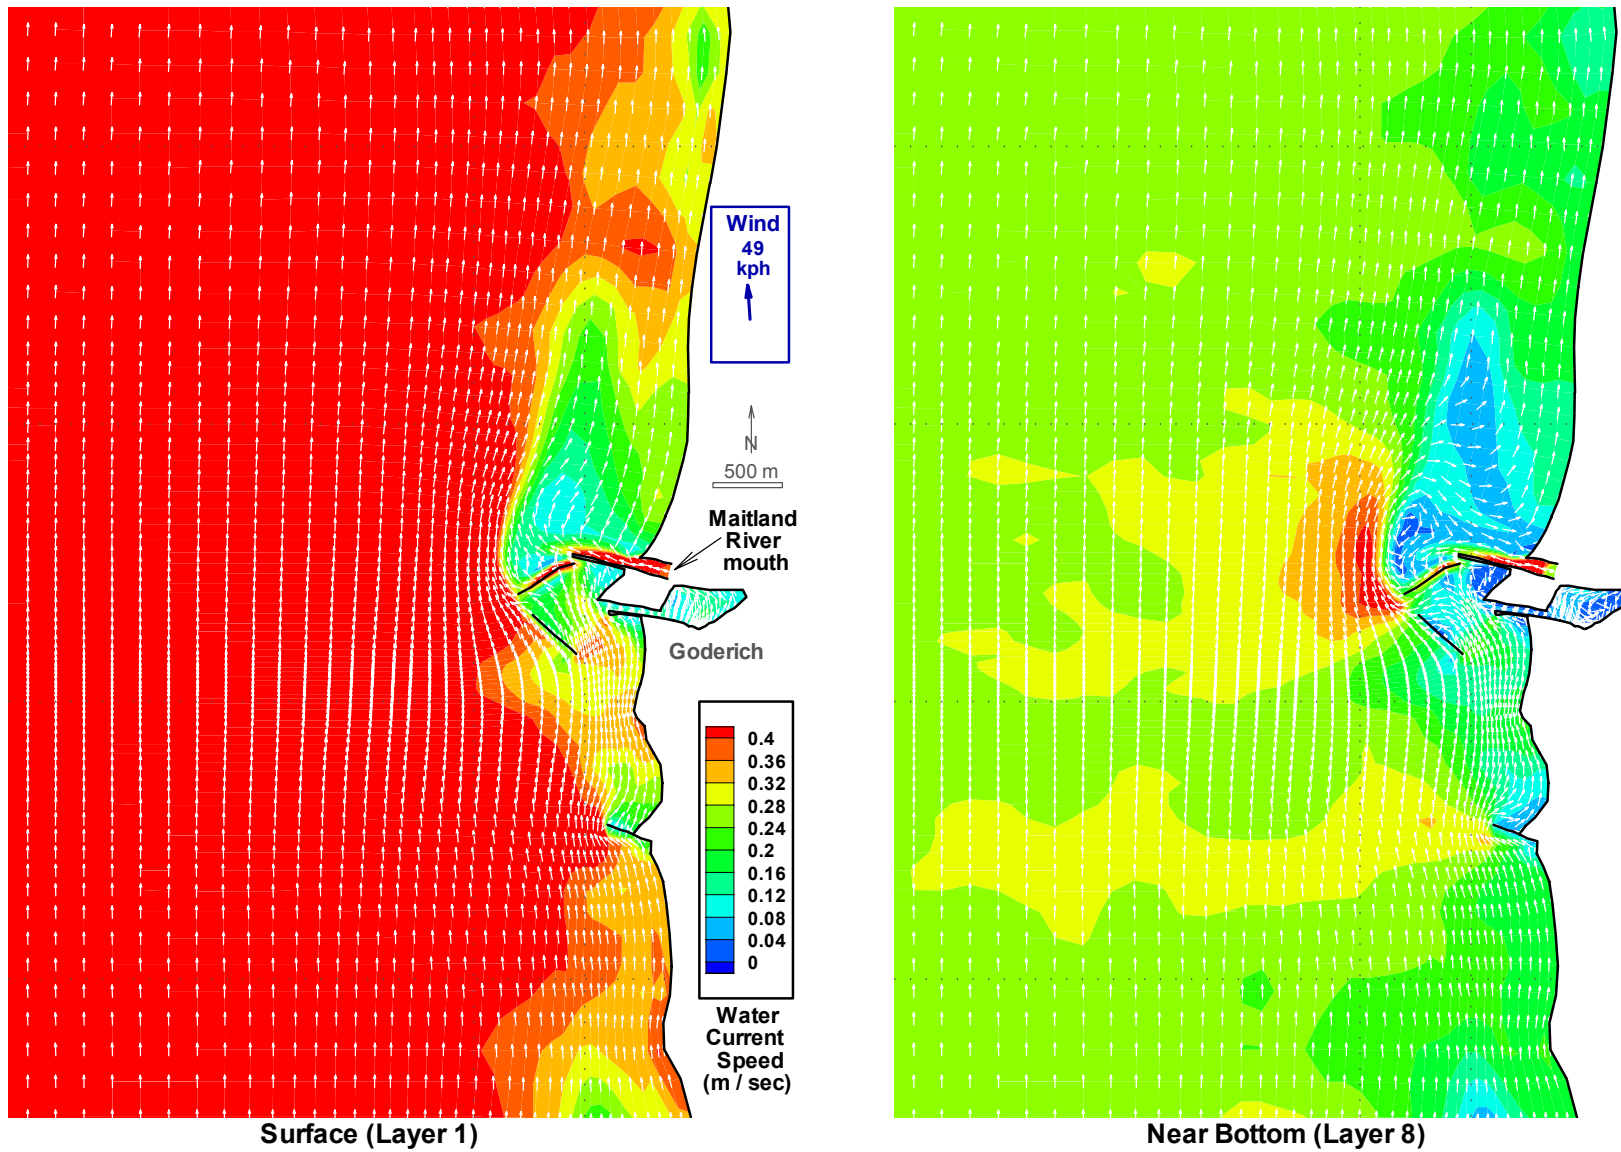 Wind
49
kph
N
500 m
Maitland
River
mouth
Goderich
0.4
0.36
0.32
0.28
0.24
0.2
0.16
0.12
0.08
0.04
0
Water
Current
Speed
(m / sec)
Surface (Layer 1)
Near Bottom (Layer 8)